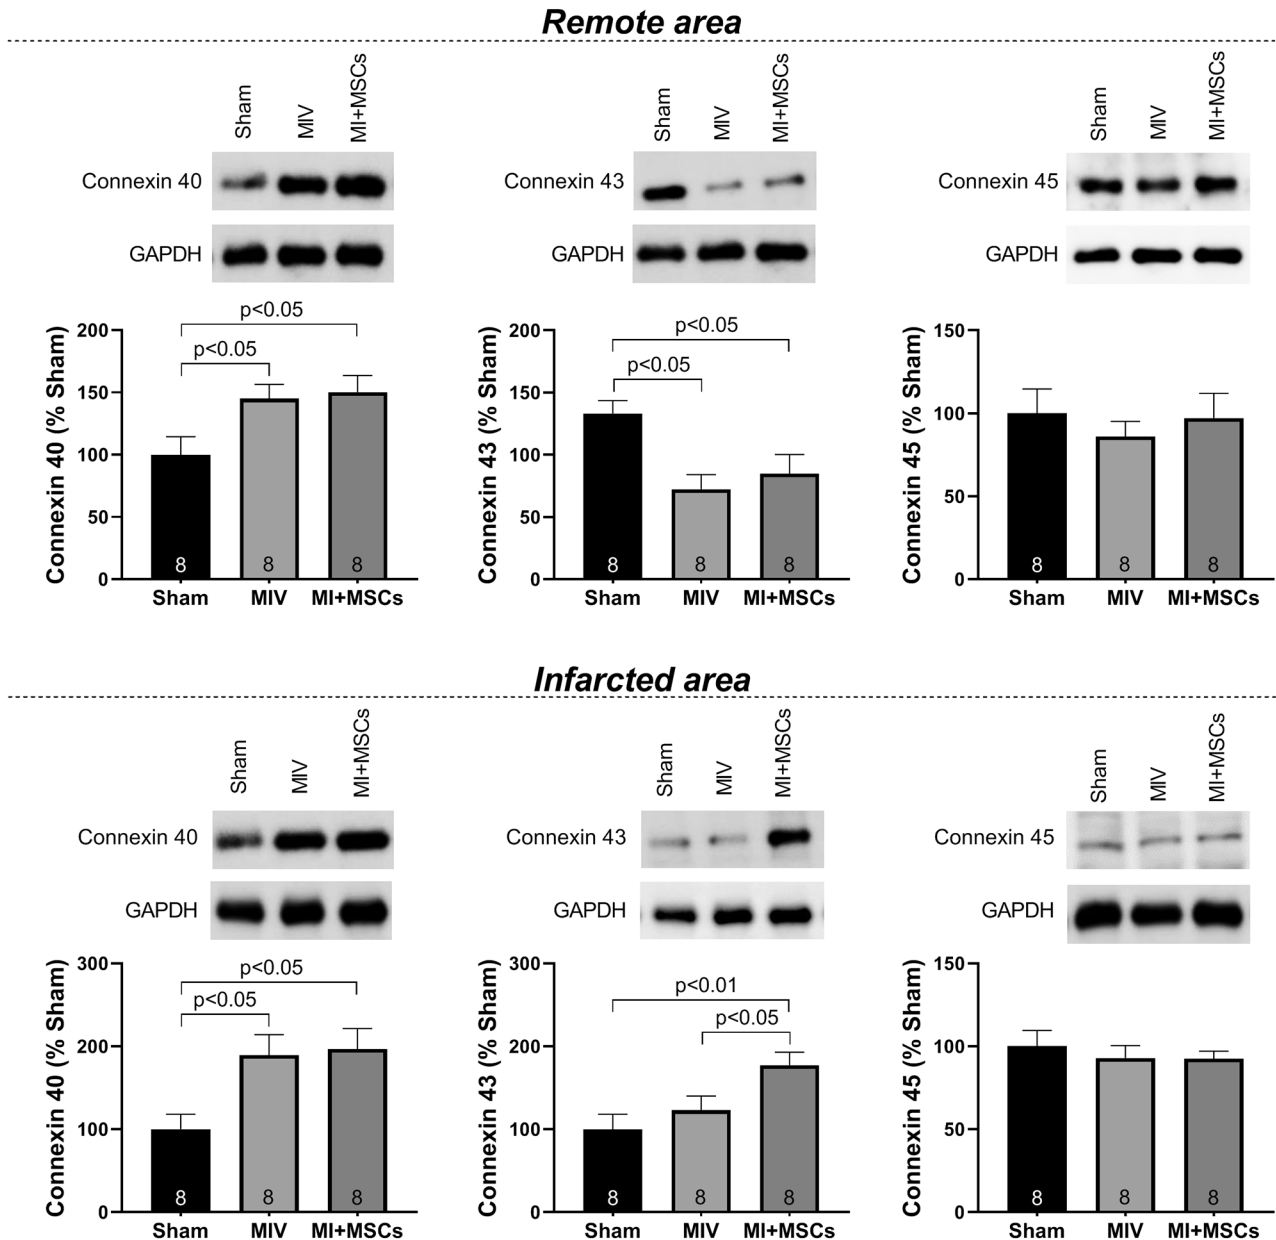 Remote area
Sham MIV MI+MSCs
Connexin 40
GAPDH
Connexin 40 (% Sham)
200
150
100
50
0
p<0.05
p<0.05
8 8 8
Sham MIV MI+MSCs
Sham MIV MI+MSCs
Connexin 43
GAPDH
Connexin 43 (% Sham)
200
150
100
50
0
p<0.05
p<0.05
8 8 8
Sham MIV MI+MSCs
Sham MIV MI+MSCs
Connexin 45
GAPDH
Connexin 45 (% Sham)
150
100
50
0
8 8 8
Sham MIV MI+MSCs
Infarcted area
Sham MIV MI+MSCs
Connexin 40
GAPDH
Connexin 40 (% Sham)
300
200
100
0
p<0.05
p<0.05
8 8 8
Sham MIV MI+MSCs
Sham MIV MI+MSCs
Connexin 43
GAPDH
Connexin 43 (% Sham)
300
200
100
0
p<0.01
p<0.05
8 8 8
Sham MIV MI+MSCs
Sham MIV MI+MSCs
Connexin 45
GAPDH
Connexin 45 (% Sham)
150
100
50
0
8 8 8
Sham MIV MI+MSCs